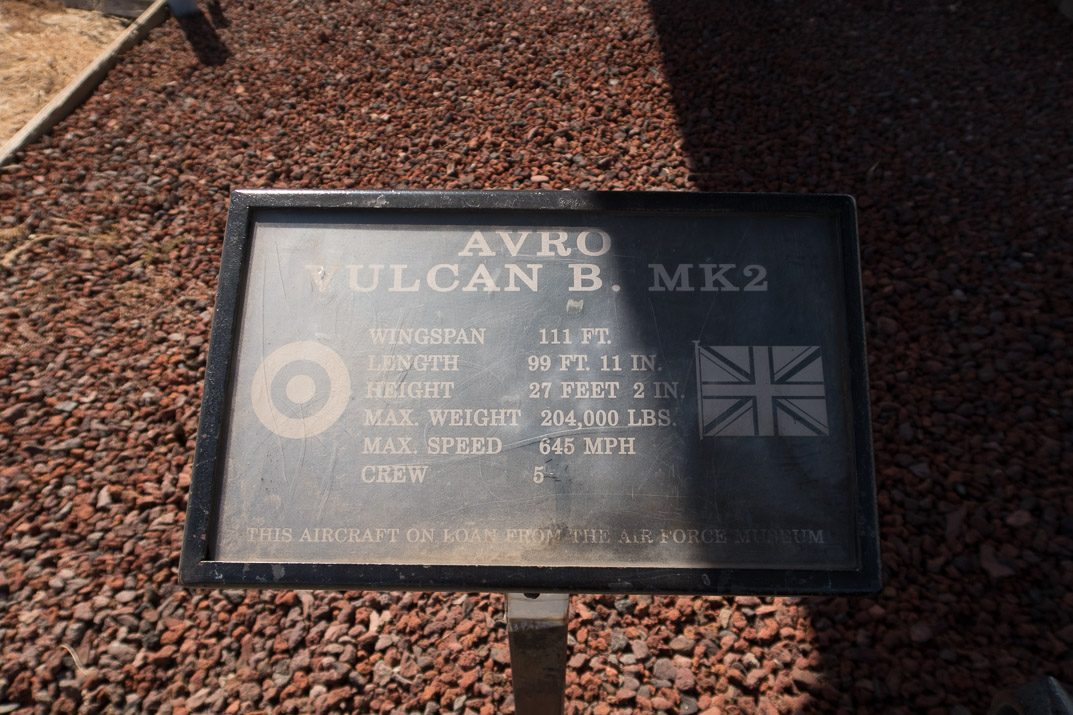 AVRO
VULCAN B. MK2
WINGSPAN 111 FT.
LENGTH 99 FT. 11 IN.
HEIGHT 27 FEET 2 IN.
MAX. WEIGHT 204,000 LBS.
MAX. SPEED 645 MPH
CREW 5
THIS AIRCRAFT ON LOAN FROM THE AIR FORCE MUSEUM